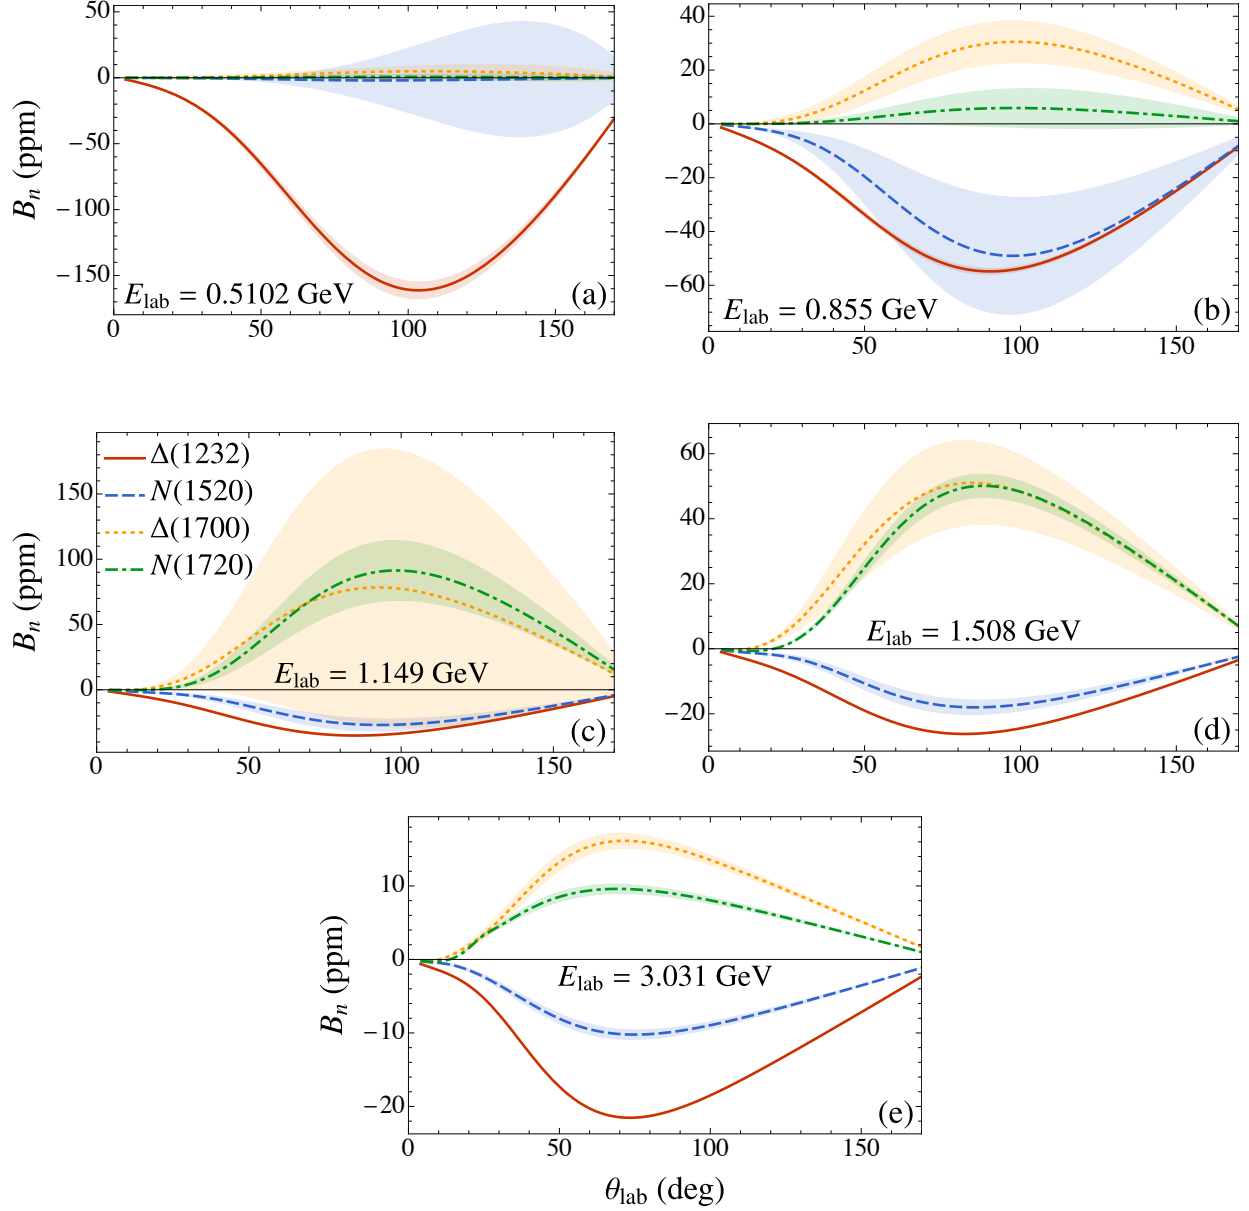 50
0
−50
−100
−150
B_n (ppm)
E_lab = 0.5102 GeV
(a)
0
50
100
150
40
20
0
−20
−40
−60
E_lab = 0.855 GeV
(b)
0
50
100
150
Δ(1232)
N(1520)
Δ(1700)
N(1720)
150
100
50
0
B_n (ppm)
E_lab = 1.149 GeV
(c)
0
50
100
150
60
40
20
0
−20
E_lab = 1.508 GeV
(d)
0
50
100
150
10
0
−10
−20
B_n (ppm)
E_lab = 3.031 GeV
(e)
0
50
100
150
θ_lab (deg)